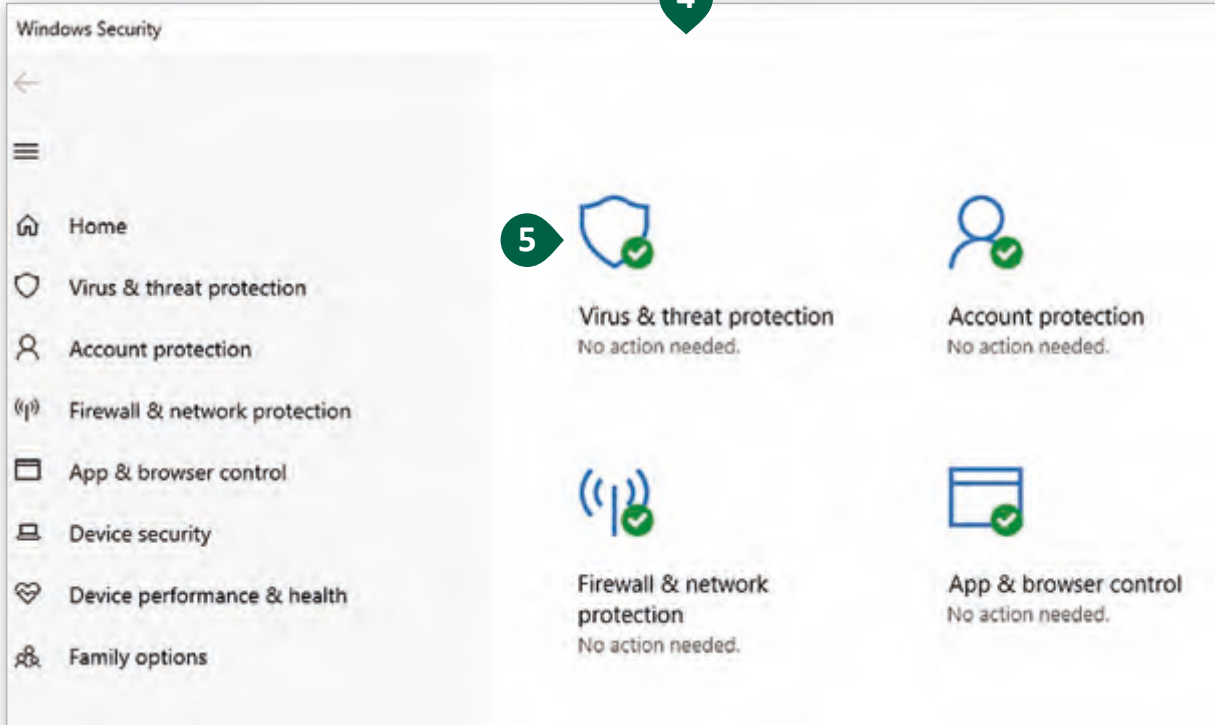 4
Windows Security
Home
Virus & threat protection
Account protection
Firewall & network protection
App & browser control
Device security
Device performance & health
Family options
5
Virus & threat protection
No action needed.
Account protection
No action needed.
Firewall & network
protection
No action needed.
App & browser control
No action needed.